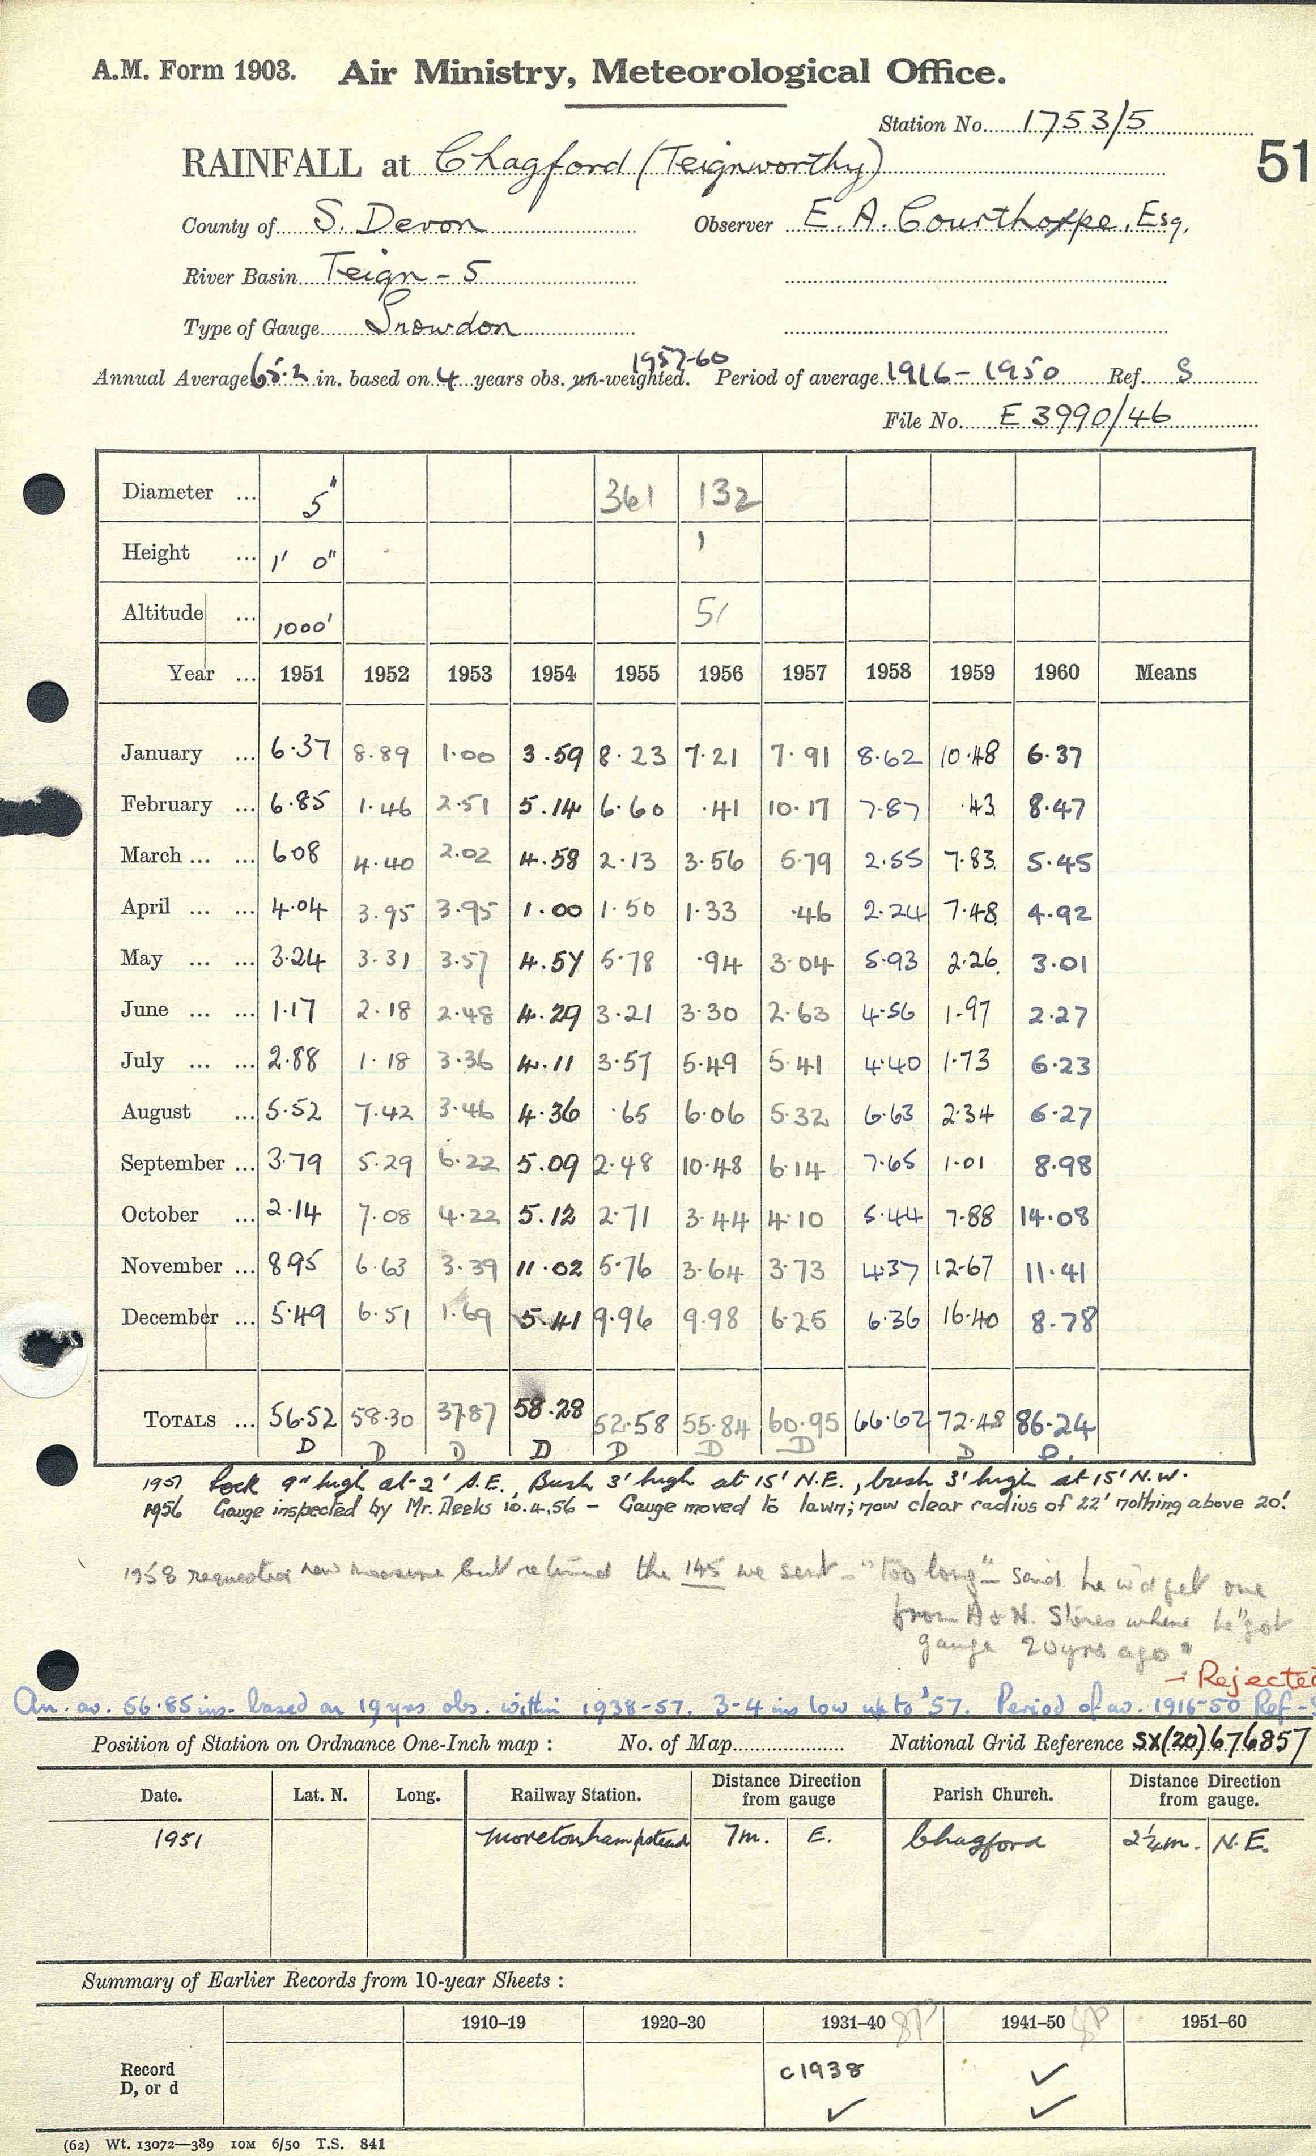 A.M. Form 1903. Air Ministry, Meteorological Office.
Station No. 1753/5
51
RAINFALL at Chagford (Teignworthy)
County of S. Devon Observer E. A. Courthope, Esq.
River Basin Teign - 5
Type of Gauge Snowdon
1957-60
Annual Average 65.2 in. based on 4 years obs. un-weighted. Period of average 1916-1950 Ref. S
File No. E 3990/46
Diameter ... 5" 361 132
Height ... 1' 0" 1
Altitude ... 1000' 51
Year ... 1951 1952 1953 1954 1955 1956 1957 1958 1959 1960 Means
January ... 6.37 8.89 1.00 3.59 8.23 7.21 7.91 8.62 10.48 6.37
February ... 6.85 1.46 2.51 5.14 6.60 .41 10.17 7.87 .43 8.47
March ... ... 608 4.40 2.02 4.58 2.13 3.56 5.79 2.55 7.83 5.45
April ... ... 4.04 3.95 3.95 1.00 1.50 1.33 .46 2.24 7.48 4.92
May ... ... 3.24 3.31 3.57 4.57 5.78 .94 3.04 5.93 2.26 3.01
June ... ... 1.17 2.18 2.48 4.29 3.21 3.30 2.63 4.56 1.97 2.27
July ... ... 2.88 1.18 3.36 4.11 3.57 5.49 5.41 4.40 1.73 6.23
August ... 5.52 7.42 3.46 4.36 .65 6.06 5.32 6.63 2.34 6.27
September ... 3.79 5.29 6.22 5.09 2.48 10.48 6.14 7.65 1.01 8.98
October ... 2.14 7.08 4.22 5.12 2.71 3.44 4.10 5.44 7.88 14.08
November ... 895 6.63 3.39 11.02 5.76 3.64 3.73 437 12.67 11.41
December ... 5.49 6.51 1.69 5.41 9.96 9.98 6.25 6.36 16.40 8.78
TOTALS ... 56.52 58.30 37.87 58.28 52.58 55.84 60.95 66.62 72.48 86.24
D D D D D D D D
1951 Rock 9" high at 2' S.E., Bush 3' high at 15' N.E., bush 3' high at 15' N.W.
1956 Gauge inspected by Mr. Deeks 10.4.56 - Gauge moved to lawn; now clear radius of 22' nothing above 20'.
1958 requested new measure but returned the 145 we sent - "too long" - said he wd get one
from A & N. Stores where he "got
gauge 20 yrs ago"
- Rejected
An. av. 56.85 ins. based on 19 yrs obs. within 1938-57. 3-4 ins low up to '57. Period of av. 1916-50 Ref - S
Position of Station on Ordnance One-Inch map : No. of Map National Grid Reference SX(20)676857
Date. Lat. N. Long. Railway Station. Distance from gauge Direction Parish Church. Distance from gauge. Direction
1951 Moretonhampstead 7m. E. Chagford 2¼m. N.E.
Summary of Earlier Records from 10-year Sheets :
1910–19 1920–30 1931–40 1941–50 1951–60
Record c1938 ✓
D, or d ✓ ✓
(62) Wt. 13072—389 10M 6/50 T.S. 841